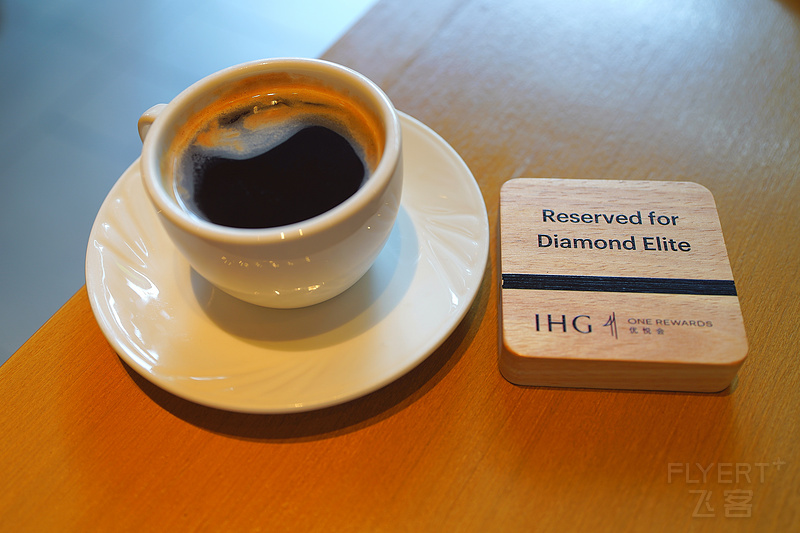 Reserved for
Diamond Elite
IHG ONE REWARDS
优悦会
FLYERT+
飞客